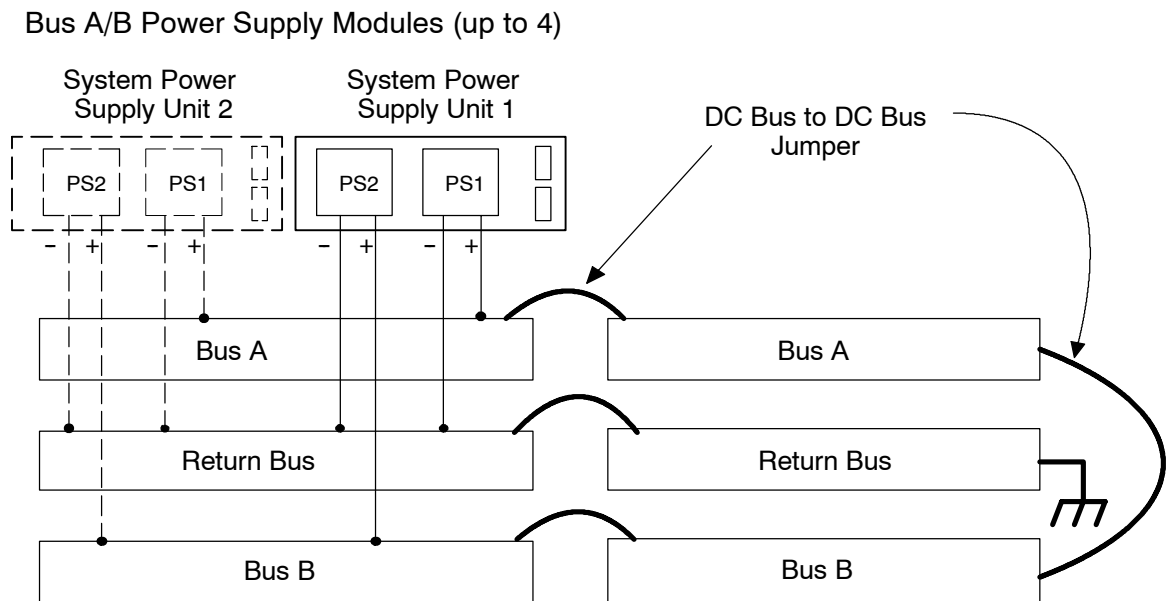 Bus A/B Power Supply Modules (up to 4)
System Power
Supply Unit 2
System Power
Supply Unit 1
DC Bus to DC Bus
Jumper
PS2
PS1
PS2
PS1
− +
− +
− +
− +
Bus A
Bus A
Return Bus
Return Bus
Bus B
Bus B